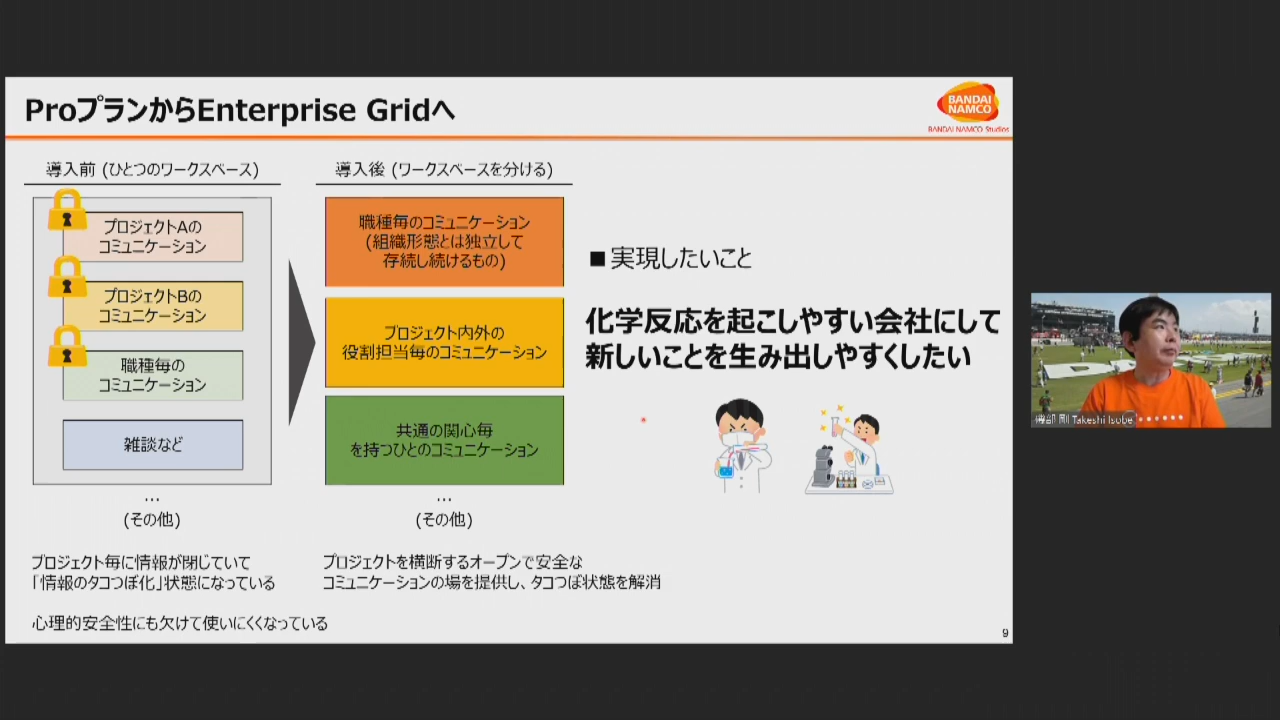 ProプランからEnterprise Gridへ
BANDAI
NAMCO
BANDAI NAMCO Studios
導入前 (ひとつのワークスペース)
プロジェクトAの
コミュニケーション
プロジェクトBの
コミュニケーション
職種毎の
コミュニケーション
雑談など
…
(その他)
プロジェクト毎に情報が閉じていて
「情報のタコつぼ化」状態になっている
心理的安全性にも欠けて使いにくくなっている
導入後 (ワークスペースを分ける)
職種毎のコミュニケーション
(組織形態とは独立して
存続し続けるもの)
プロジェクト内外の
役割担当毎のコミュニケーション
共通の関心毎
を持つひとのコミュニケーション
…
(その他)
プロジェクトを横断するオープンで安全な
コミュニケーションの場を提供し、タコつぼ状態を解消
■実現したいこと
化学反応を起こしやすい会社にして
新しいことを生み出しやすくしたい
9
磯部 剛 Takeshi Isobe